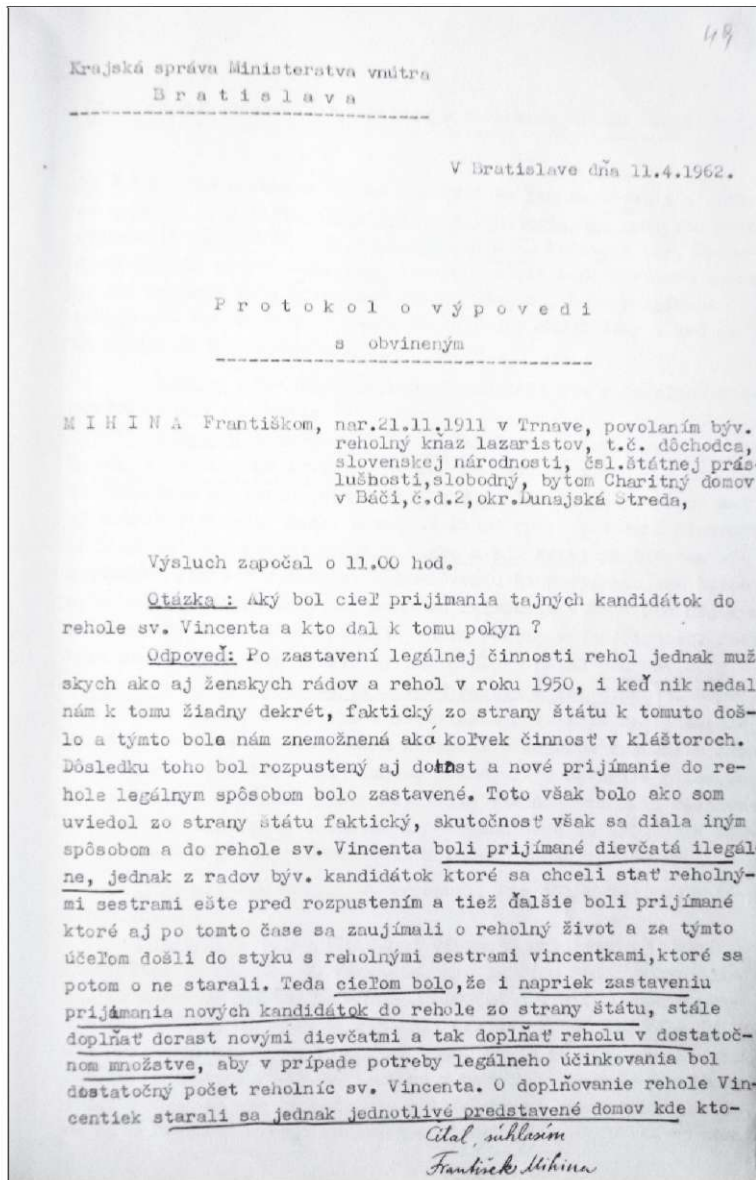 49
Krajská správa Ministerstva vnútra
B r a t i s l a v a
V Bratislave dňa 11.4.1962.
P r o t o k o l o v ý p o v e d i
s obvineným
M I H I N A Františkom, nar.21.11.1911 v Trnave, povolaním býv.
rehoľný kňaz lazaristov, t.č. dôchodca,
slovenskej národnosti, čsl.štátnej prís-
lušnosti,slobodný, bytom Charitný domov
v Báči,č.d.2,okr.Dunajská Streda,
Výsluch započal o 11.00 hod.
Otázka : Aký bol cieľ prijimania tajných kandidátok do
rehole sv. Vincenta a kto dal k tomu pokyn ?
Odpoveď: Po zastavení legálnej činnosti rehol jednak muž
ských ako aj ženských rádov a rehol v roku 1950, i keď nik nedal
nám k tomu žiadny dekrét, faktický zo strany štátu k tomuto doš-
lo a týmto bola nám znemožnená aká koľvek činnosť v kláštoroch.
Dôsledku toho bol rozpustený aj dorast a nové prijímanie do re-
hole legálnym spôsobom bolo zastavené. Toto však bolo ako som
uviedol zo strany štátu faktický, skutočnosť však sa diala iným
spôsobom a do rehole sv. Vincenta boli prijímané dievčatá ilegál
ne, jednak z radov býv. kandidátok ktoré sa chceli stať rehoľný-
mi sestrami ešte pred rozpustením a tiež ďalšie boli prijímané
ktoré aj po tomto čase sa zaujímali o rehoľný život a za týmto
účeľom došli do styku s rehoľnými sestrami vincentkami,ktoré sa
potom o ne starali. Teda cieľom bolo,že i napriek zastaveniu
prijímania nových kandidátok do rehole zo strany štátu, stále
doplňať dorast novými dievčatmi a tak doplňať reholu v dostatoč-
nom množstve, aby v prípade potreby legálneho účinkovania bol
dostatočný počet rehoľníc sv. Vincenta. O doplňovanie rehole Vin-
centiek starali sa jednak jednotlivé predstavené domov kde kto-
Čítal, súhlasím
František Mihina